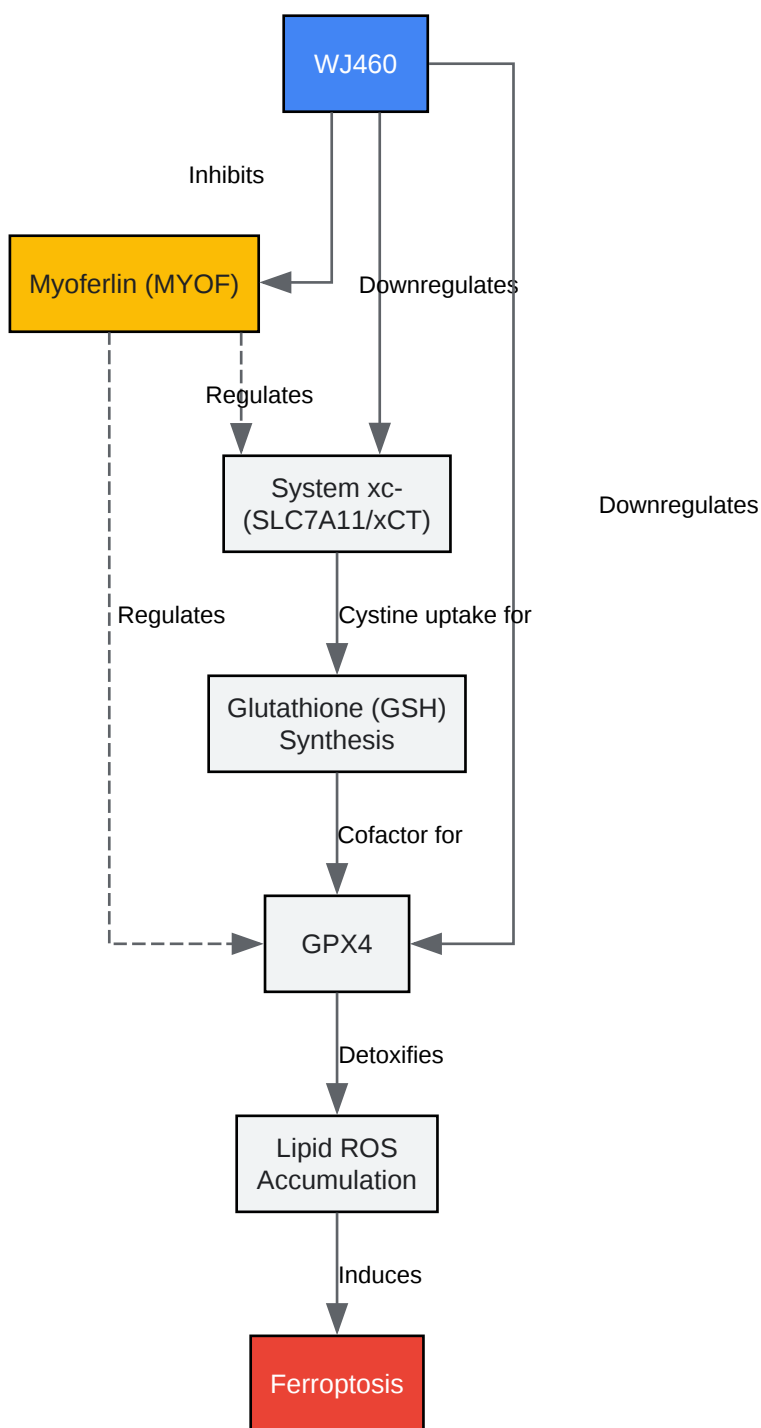 WJ460
Inhibits
Myoferlin (MYOF)
Downregulates
Regulates
System xc-
(SLC7A11/xCT)
Downregulates
Regulates
Cystine uptake for
Glutathione (GSH)
Synthesis
Cofactor for
GPX4
Detoxifies
Lipid ROS
Accumulation
Induces
Ferroptosis